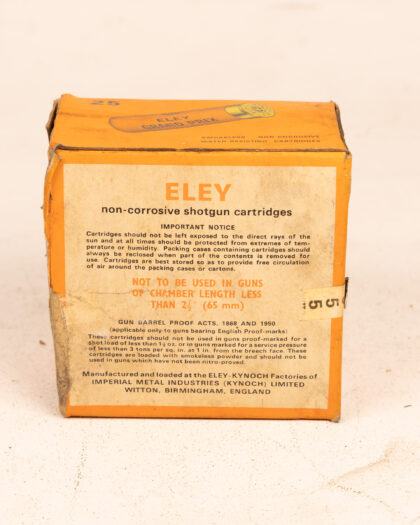 25
ELEY
GRAND PRIX
SMOKELESS NON CORROSIVE
WATER-RESISTING CARTRIDGES
ELEY
non-corrosive shotgun cartridges
IMPORTANT NOTICE
Cartridges should not be left exposed to the direct rays of the
sun and at all times should be protected from extremes of tem-
perature or humidity. Packing cases containing cartridges should
always be reclosed when part of the contents is removed for
use. Cartridges are best stored so as to provide free circulation
of air around the packing cases or cartons.
NOT TO BE USED IN GUNS
OF CHAMBER LENGTH LESS
THAN 2½" (65 mm)
5
5
GUN BARREL PROOF ACTS, 1868 AND 1950
(applicable only to guns bearing English Proof-marks)
These cartridges should not be used in guns proof-marked for a
shot load of less than 1⅛ oz. or in guns marked for a service pressure
of less than 3 tons per sq. in. at 1 in. from the breech face. These
cartridges are loaded with smokeless powder and should not be
used in guns which have not been nitro-proved.
Manufactured and loaded at the ELEY-KYNOCH Factories of
IMPERIAL METAL INDUSTRIES (KYNOCH) LIMITED
WITTON, BIRMINGHAM, ENGLAND